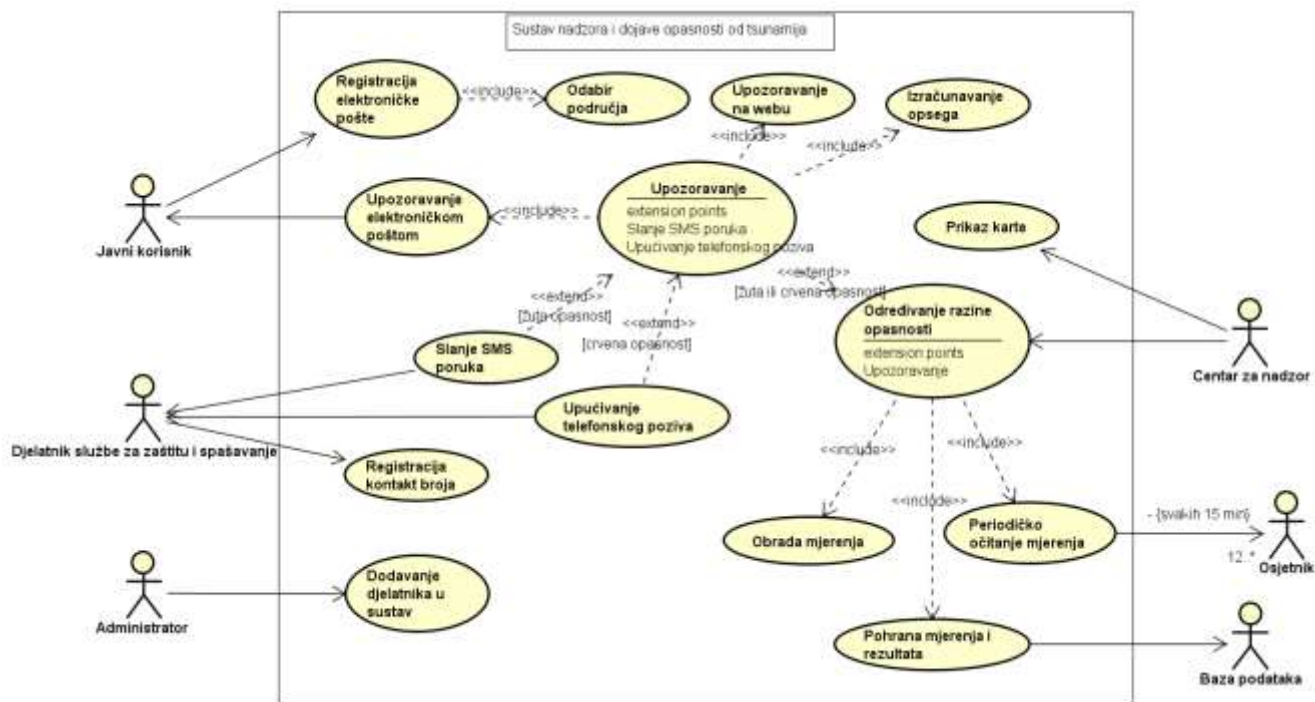 Sustav nadzora i dojave opasnosti od tsunamija
Registracija
elektroničke
pošte
<<include>>
Odabir
područja
Upozoravanje
na webu
Izračunavanje
opsega
<<include>>
<<include>>
Javni korisnik
Upozoravanje
elektroničkom
poštom
<<include>>
Upozoravanje
extension points
Slanje SMS poruka
Upućivanje telefonskog poziva
Prikaz karte
<<extend>>
[žuta ili crvena opasnost]
<<extend>>
[žuta opasnost]
<<extend>>
[crvena opasnost]
Određivanje razine
opasnosti
extension points
Upozoravanje
Centar za nadzor
Slanje SMS
poruka
Upućivanje
telefonskog poziva
Djelatnik službe za zaštitu i spašavanje
Registracija
kontakt broja
<<include>>
<<include>>
<<include>>
Obrada mjerenja
Periodičko
očitanje mjerenja
- {svakih 15 min}
12..*
Osjetnik
Administrator
Dodavanje
djelatnika u
sustav
Pohrana mjerenja i
rezultata
Baza podataka